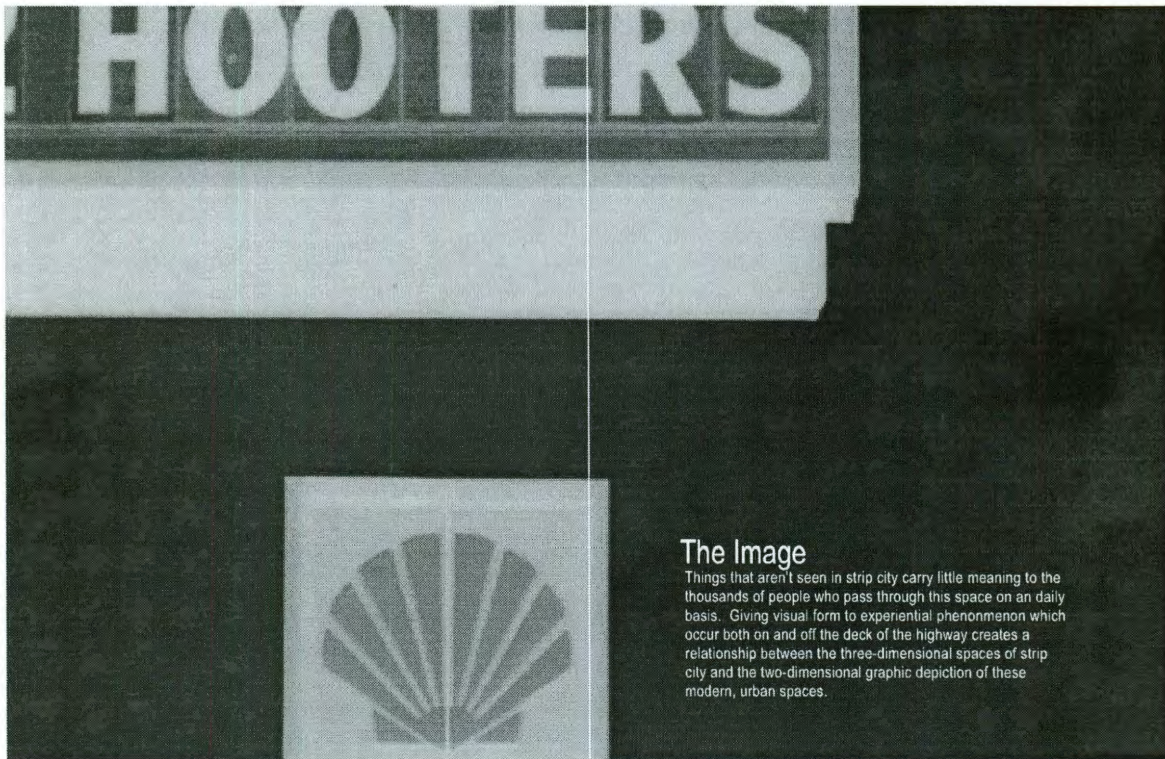 HOOTERS
The Image
Things that aren't seen in strip city carry little meaning to the
thousands of people who pass through this space on an daily
basis. Giving visual form to experiential phenonmenon which
occur both on and off the deck of the highway creates a
relationship between the three-dimensional spaces of strip
city and the two-dimensional graphic depiction of these
modern, urban spaces.